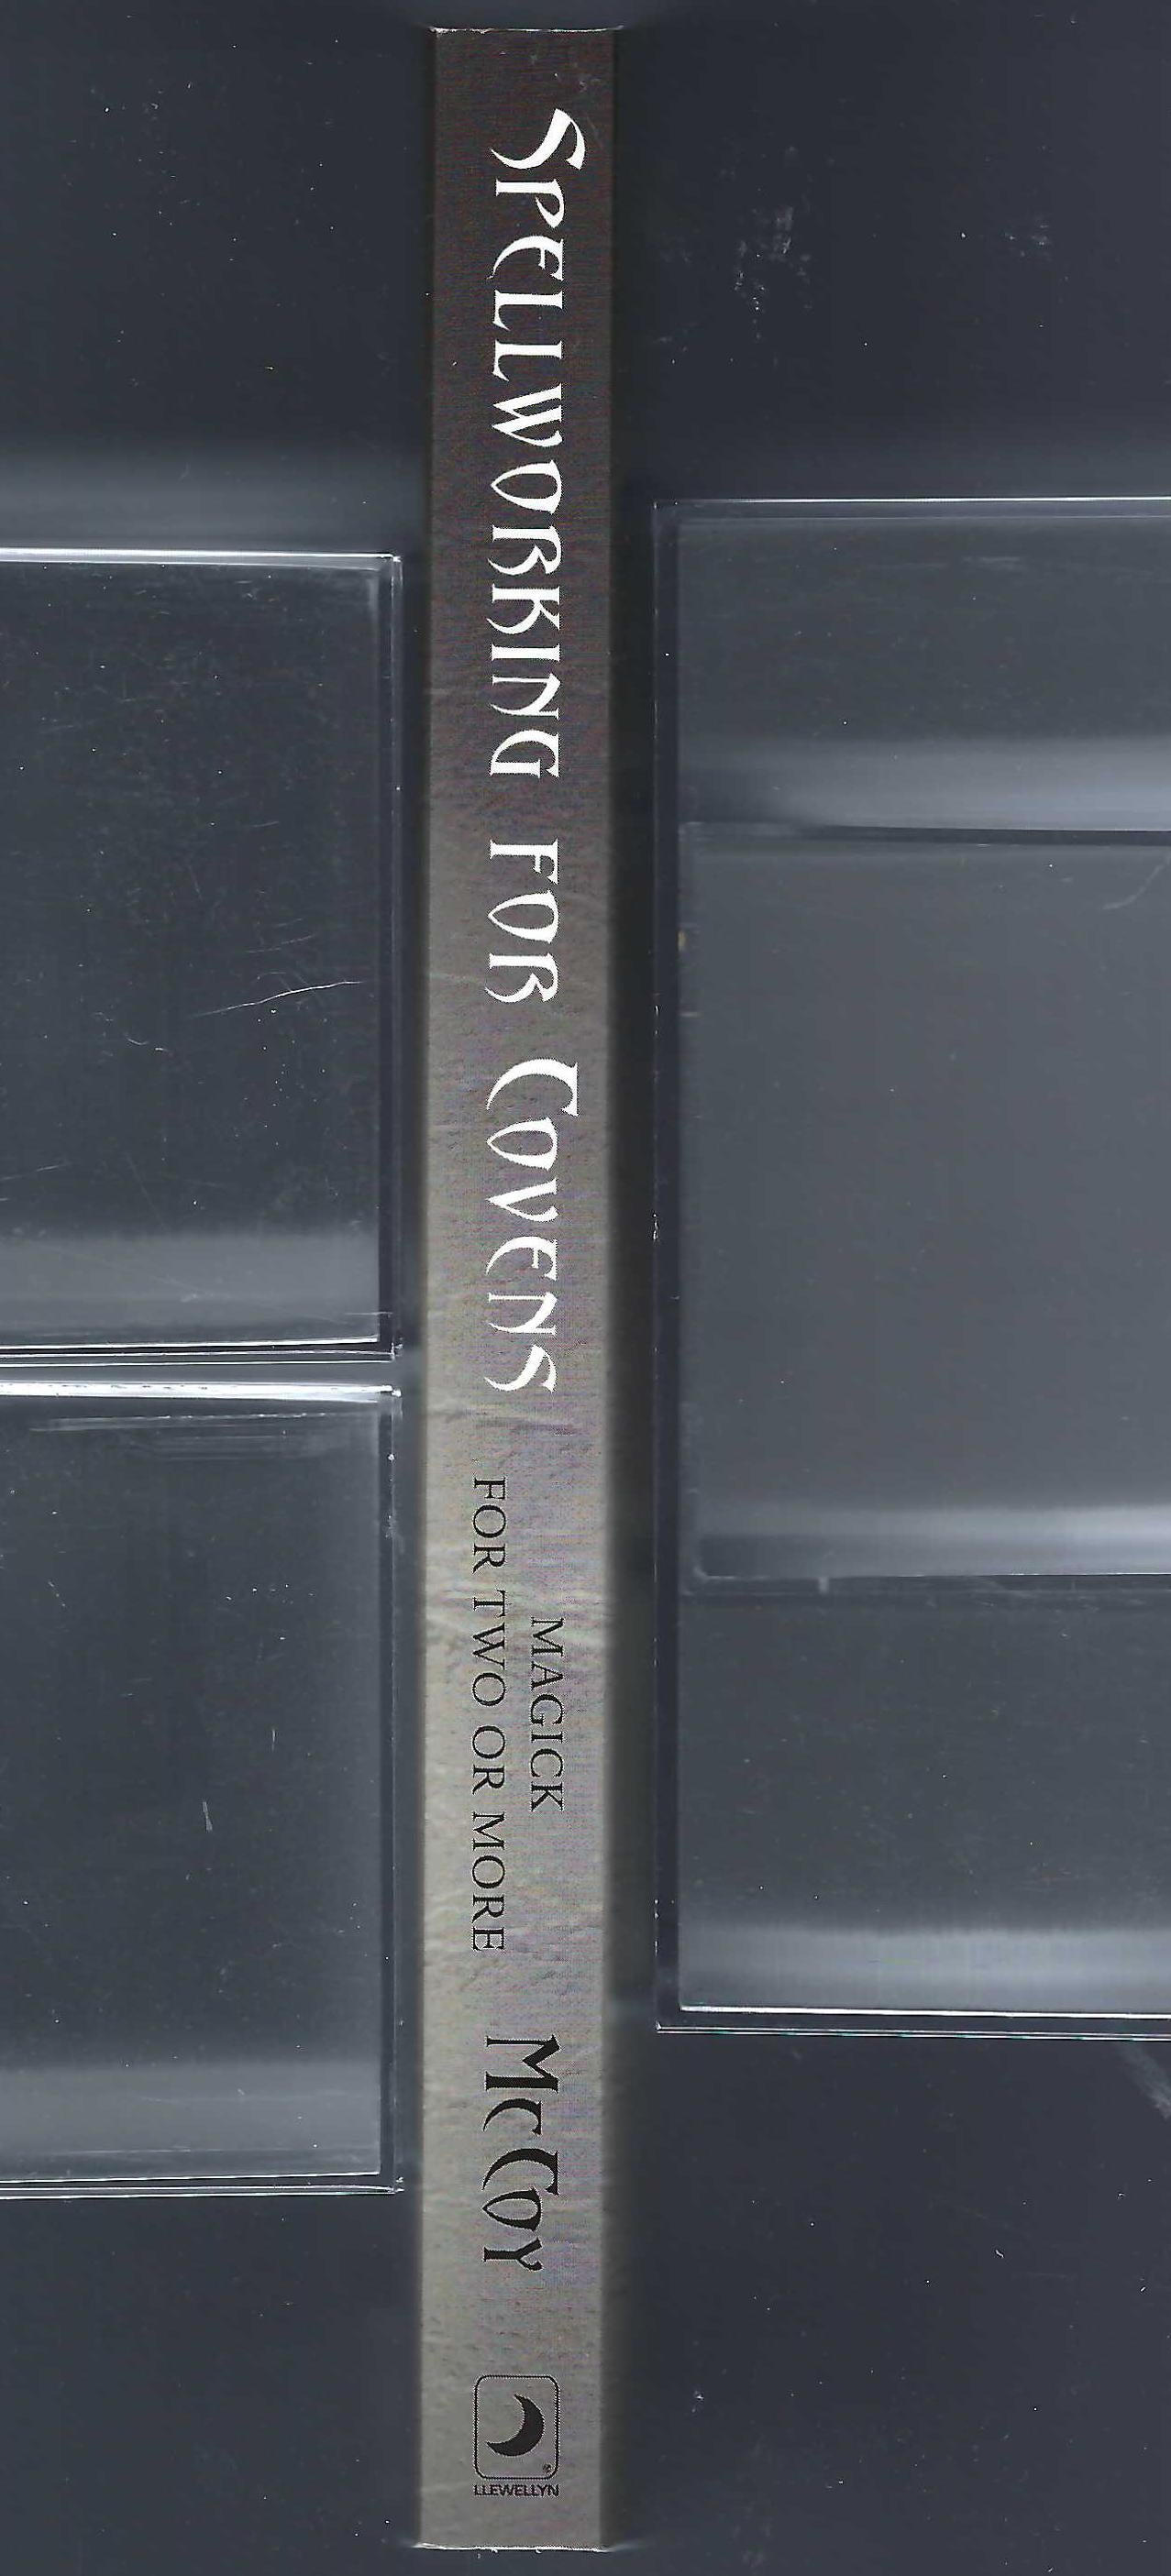 SPELLWORKING FOR COVENS
MAGICK
FOR TWO OR MORE
McCOY
LLEWELLYN